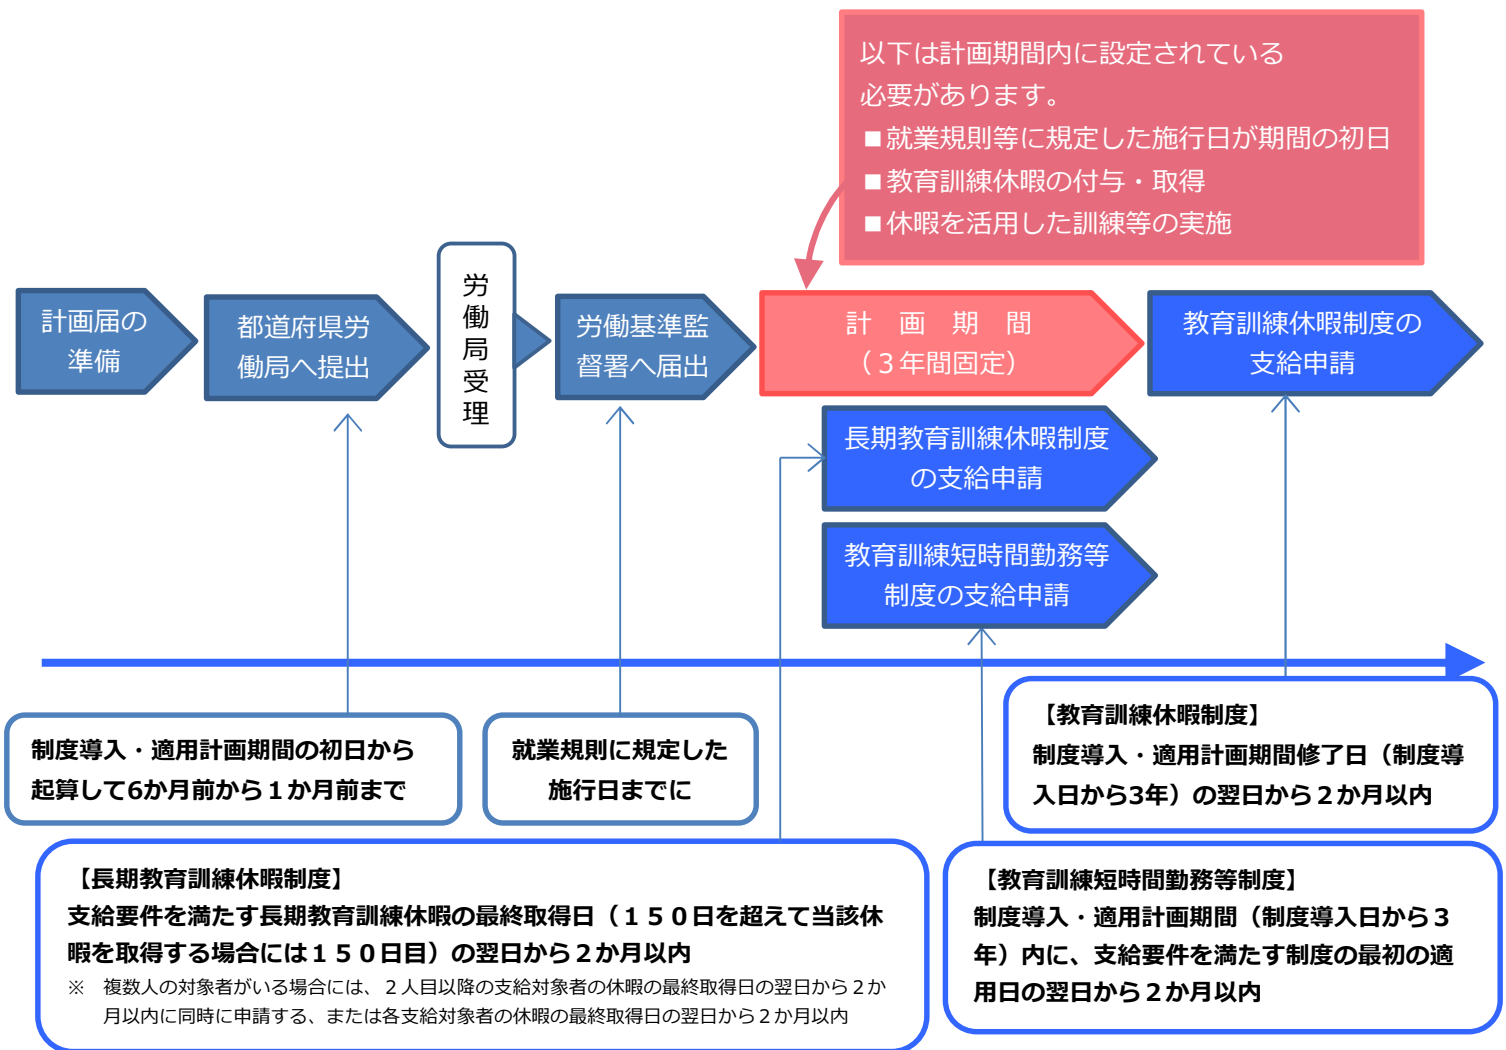 以下は計画期間内に設定されている
必要があります。
■就業規則等に規定した施行日が期間の初日
■教育訓練休暇の付与・取得
■休暇を活用した訓練等の実施
計画届の
準備
都道府県労
働局へ提出
労
働
局
受
理
労働基準監
督署へ届出
計　画　期　間
（３年間固定）
教育訓練休暇制度の
支給申請
長期教育訓練休暇制度
の支給申請
教育訓練短時間勤務等
制度の支給申請
制度導入・適用計画期間の初日から
起算して6か月前から１か月前まで
就業規則に規定した
施行日までに
【教育訓練休暇制度】
制度導入・適用計画期間修了日（制度導
入日から3年）の翌日から２か月以内
【長期教育訓練休暇制度】
支給要件を満たす長期教育訓練休暇の最終取得日（１５０日を超えて当該休
暇を取得する場合には１５０日目）の翌日から２か月以内
※　複数人の対象者がいる場合には、２人目以降の支給対象者の休暇の最終取得日の翌日から２か
月以内に同時に申請する、または各支給対象者の休暇の最終取得日の翌日から２か月以内
【教育訓練短時間勤務等制度】
制度導入・適用計画期間（制度導入日から３
年）内に、支給要件を満たす制度の最初の適
用日の翌日から２か月以内